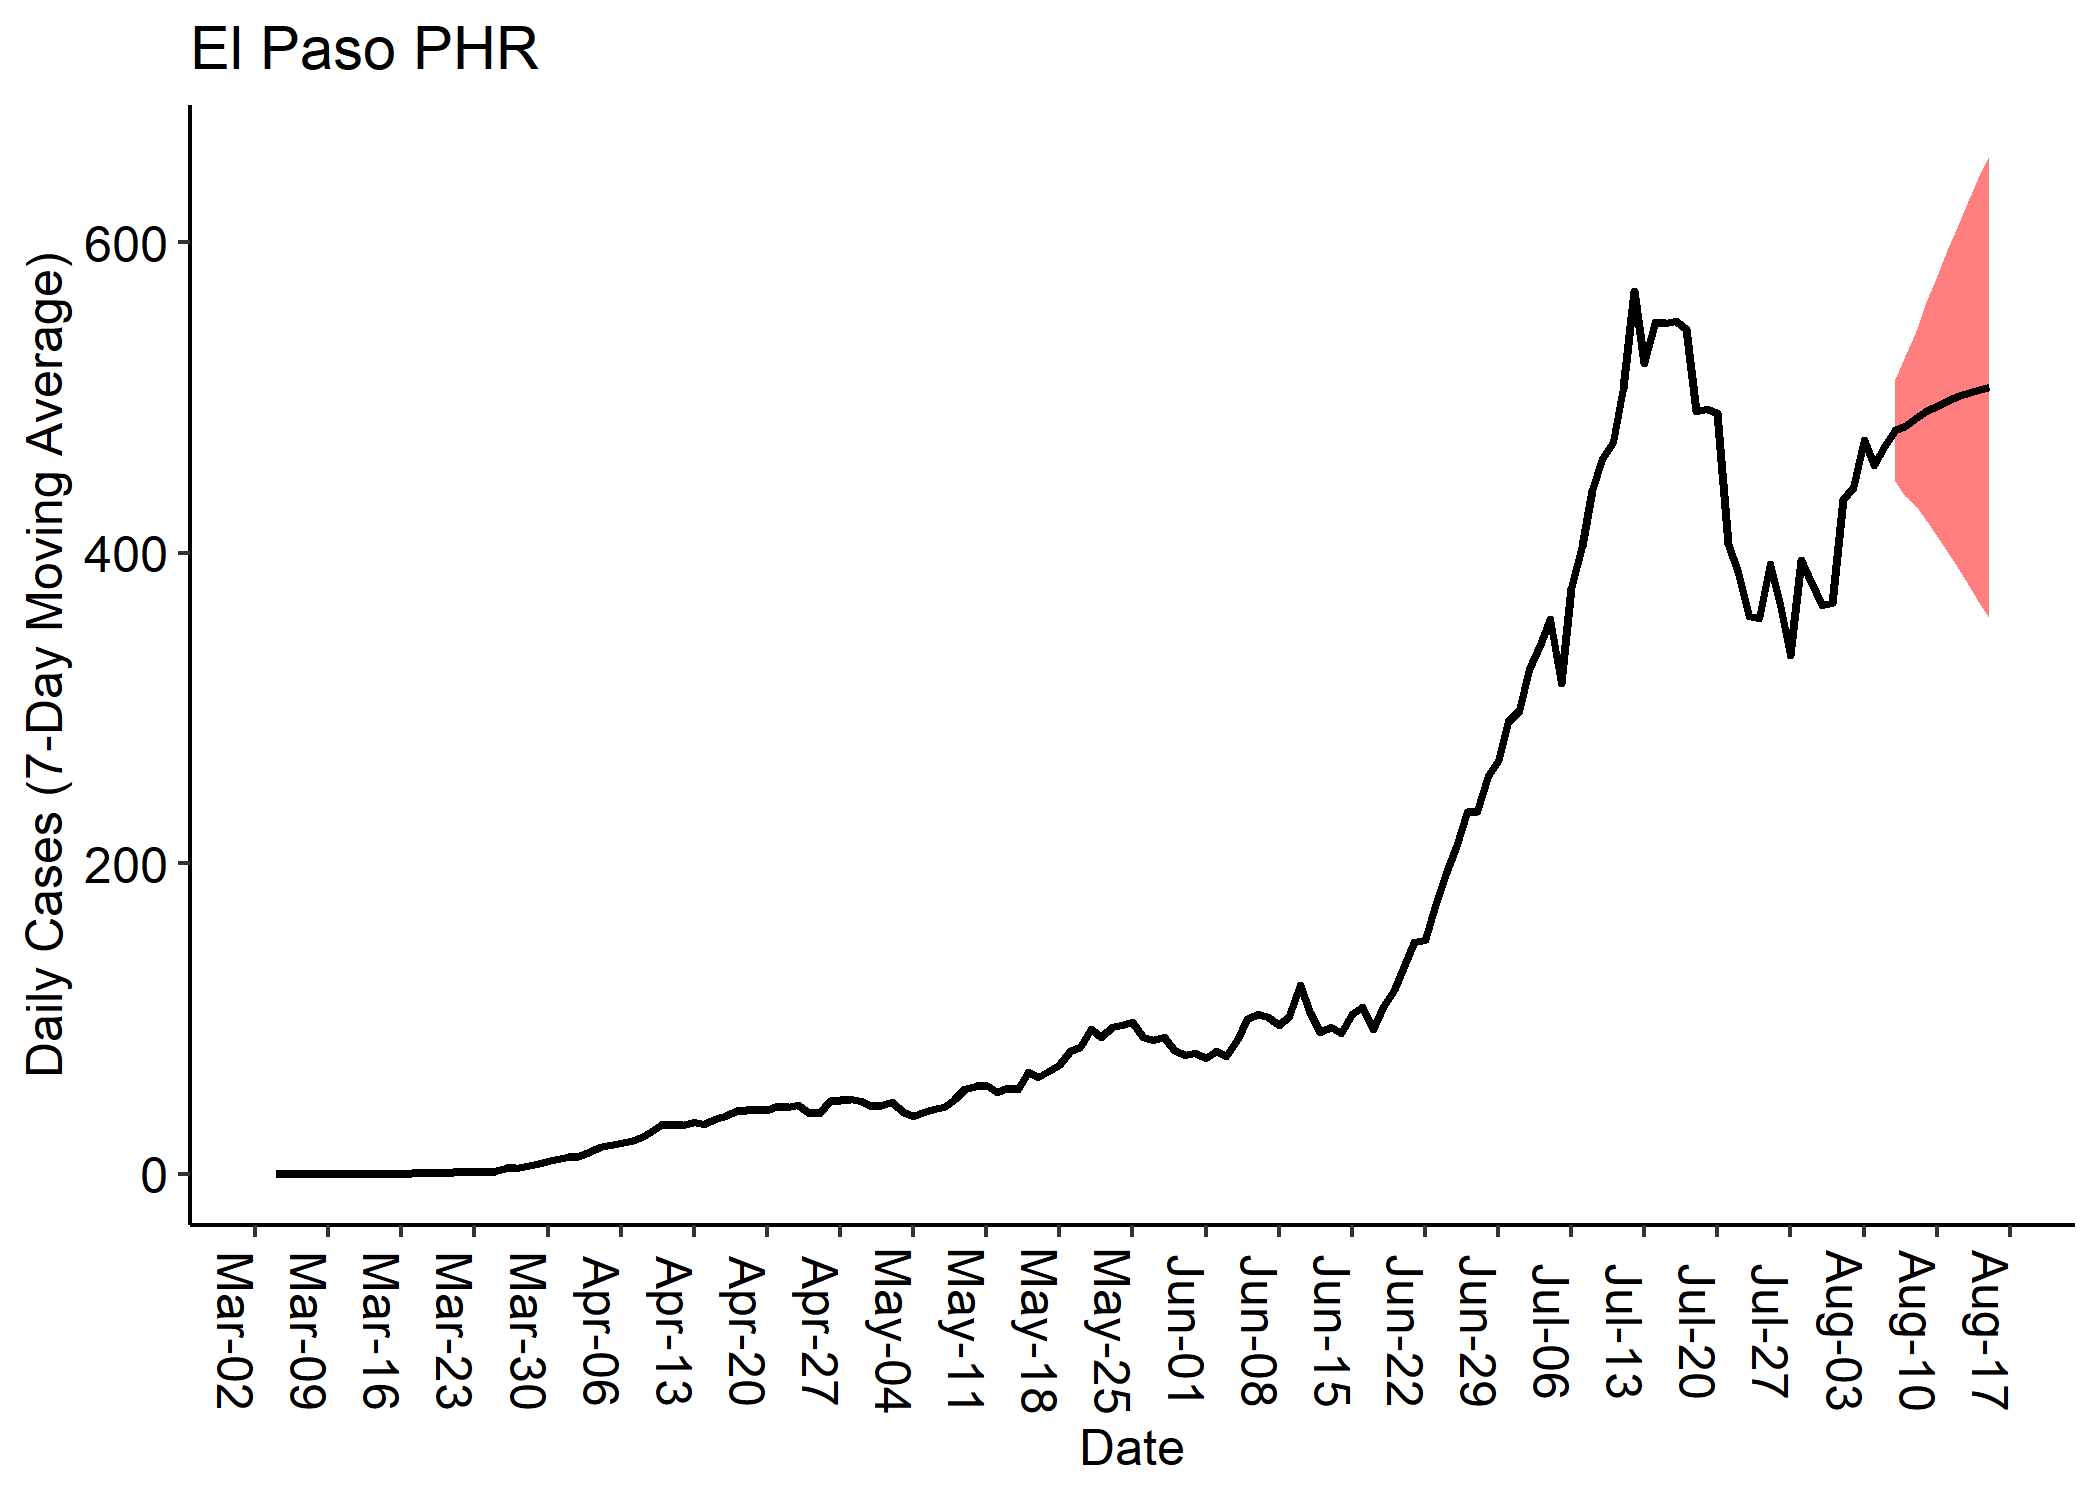 El Paso PHR
Daily Cases (7-Day Moving Average)
600
400
200
0
Mar-02
Mar-09
Mar-16
Mar-23
Mar-30
Apr-06
Apr-13
Apr-20
Apr-27
May-04
May-11
May-18
May-25
Jun-01
Jun-08
Jun-15
Jun-22
Jun-29
Jul-06
Jul-13
Jul-20
Jul-27
Aug-03
Aug-10
Aug-17
Date